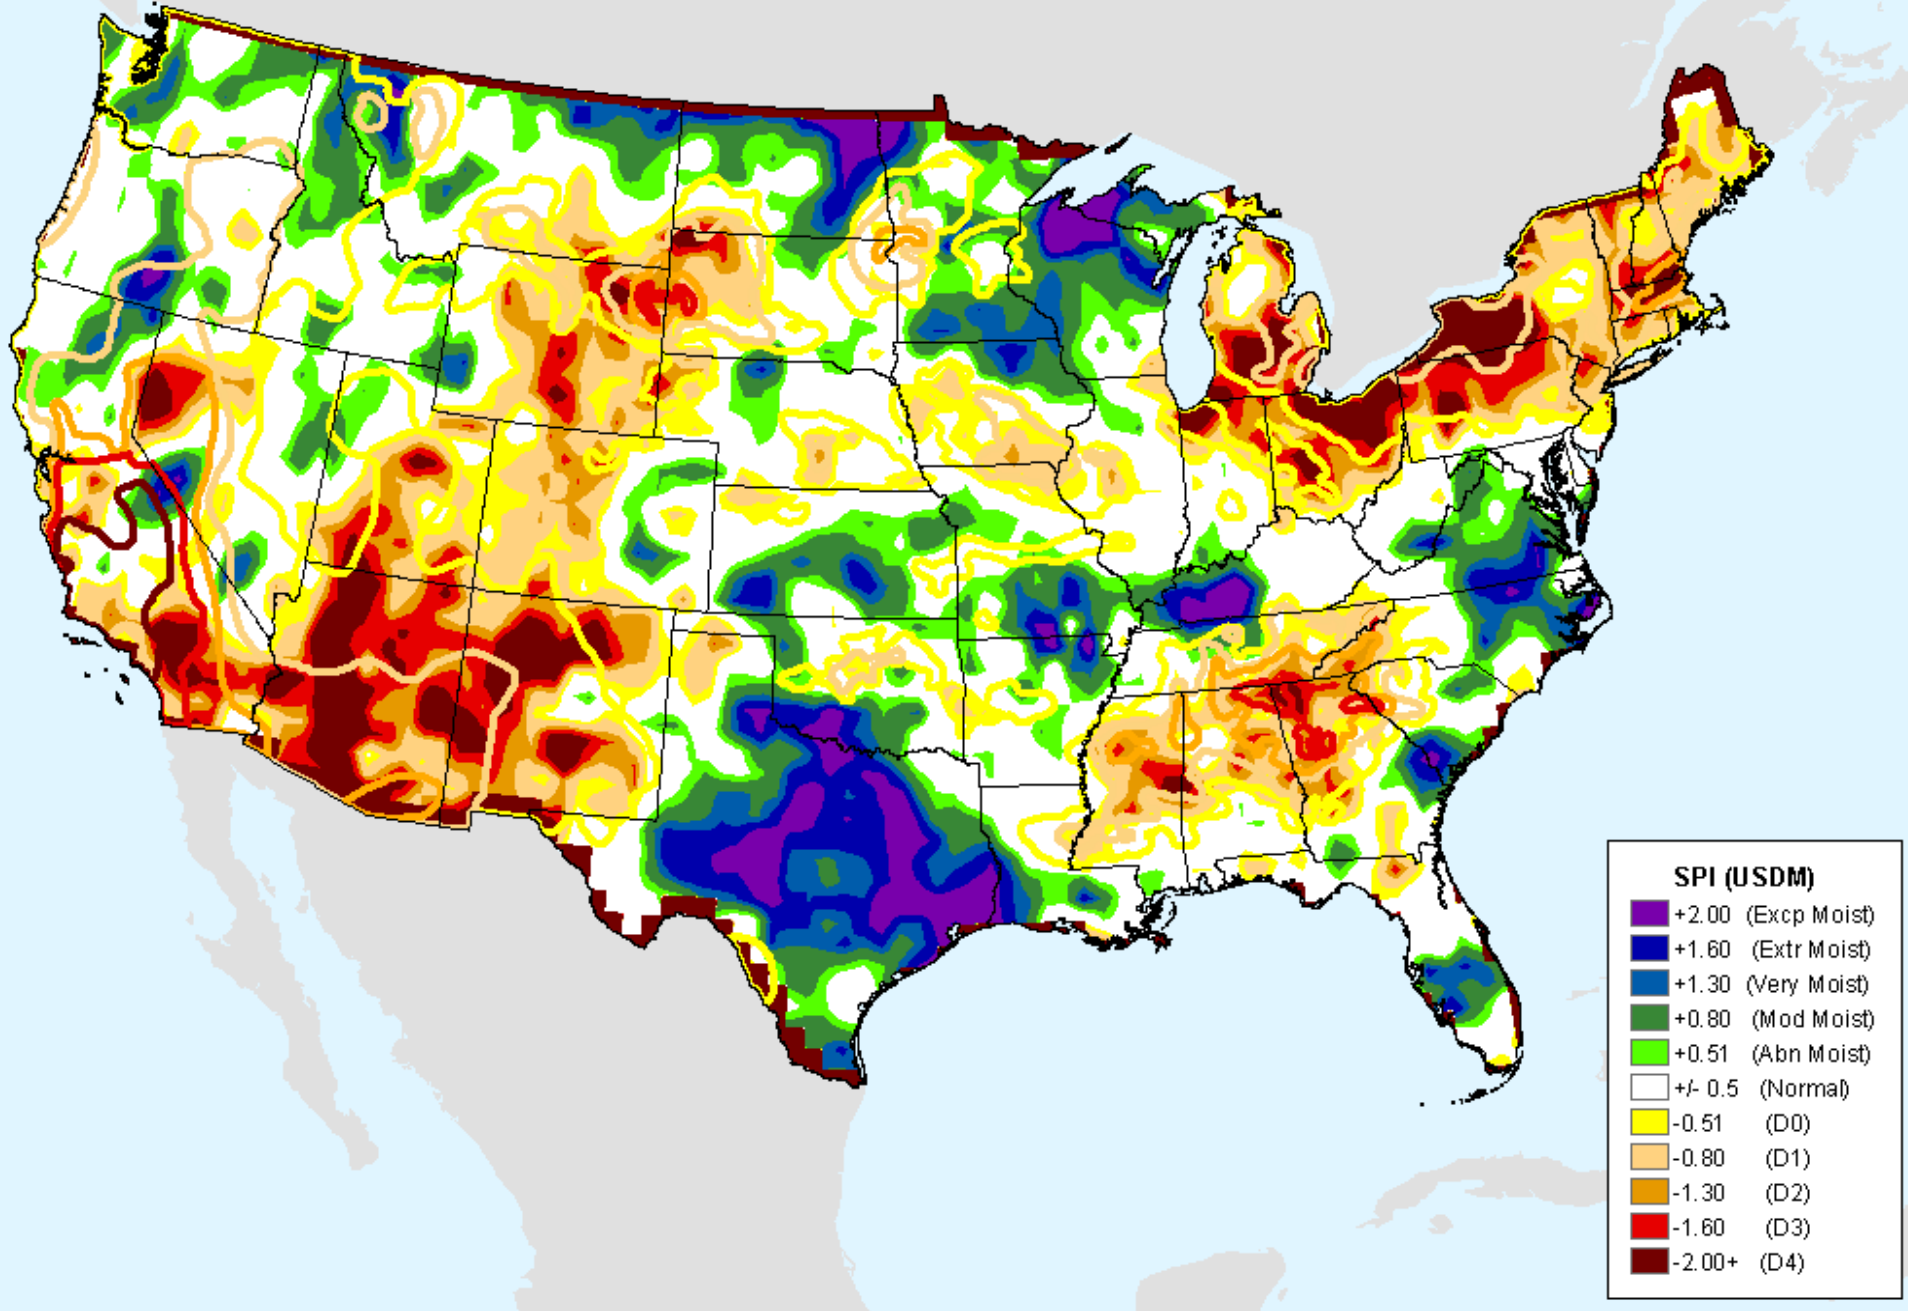 SPI (USDM)
+2.00 (Excp Moist)
+1.60 (Extr Moist)
+1.30 (Very Moist)
+0.80 (Mod Moist)
+0.51 (Abn Moist)
+/- 0.5 (Normal)
-0.51 (D0)
-0.80 (D1)
-1.30 (D2)
-1.60 (D3)
-2.00+ (D4)